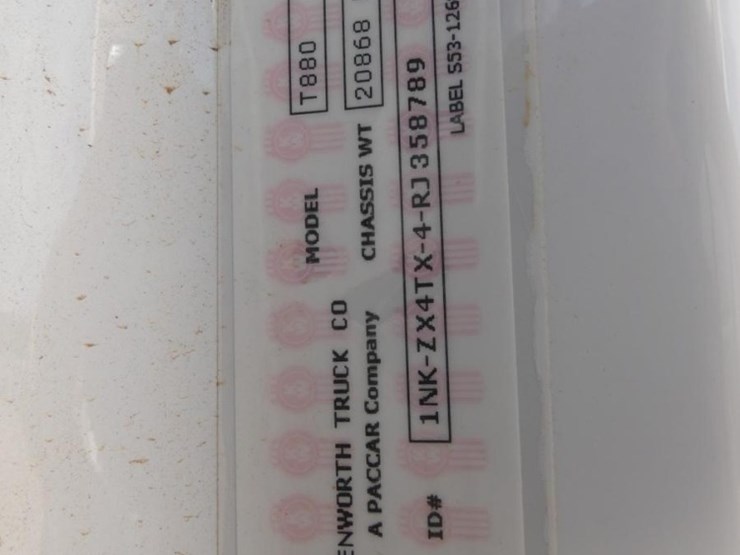 MODEL T880
ENWORTH TRUCK CO
A PACCAR Company CHASSIS WT 20868
ID# 1NK-ZX4TX-4-RJ358789
LABEL S53-126